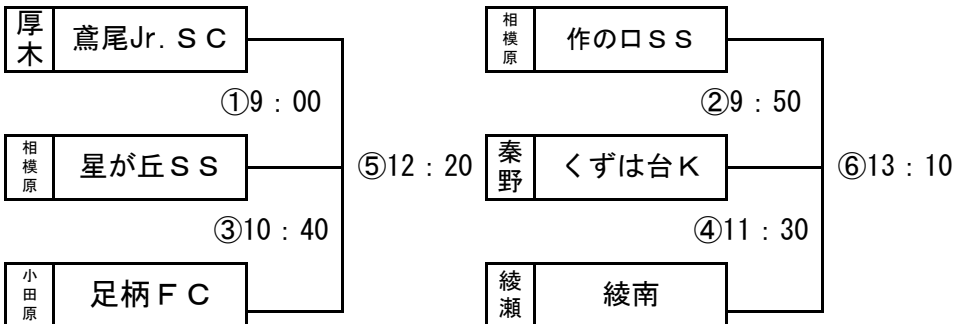 厚木 鳶尾Jr.ＳＣ
①9：00
相模原 星が丘ＳＳ
⑤12：20
③10：40
小田原 足柄ＦＣ
相模原 作の口ＳＳ
②9：50
秦野 くずは台Ｋ
⑥13：10
④11：30
綾瀬 綾南